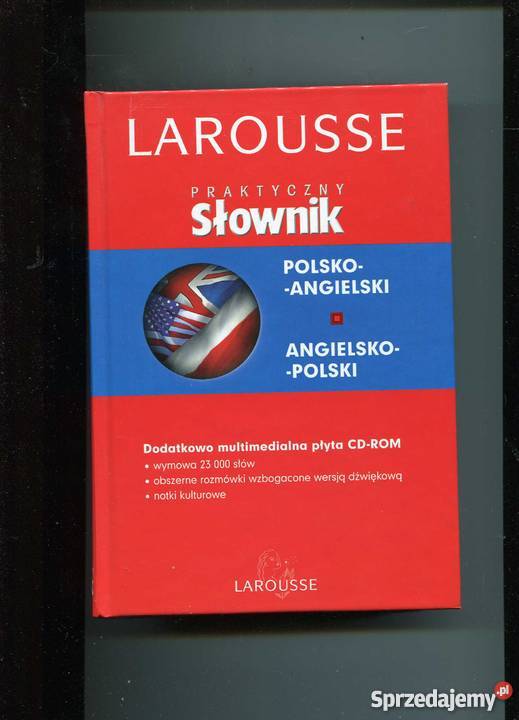 LAROUSSE
PRAKTYCZNY
Słownik
POLSKO-
-ANGIELSKI
ANGIELSKO-
-POLSKI
Dodatkowo multimedialna płyta CD-ROM
• wymowa 23 000 słów
• obszerne rozmówki wzbogacone wersją dźwiękową
• notki kulturowe
LAROUSSE
Sprzedajemy.pl